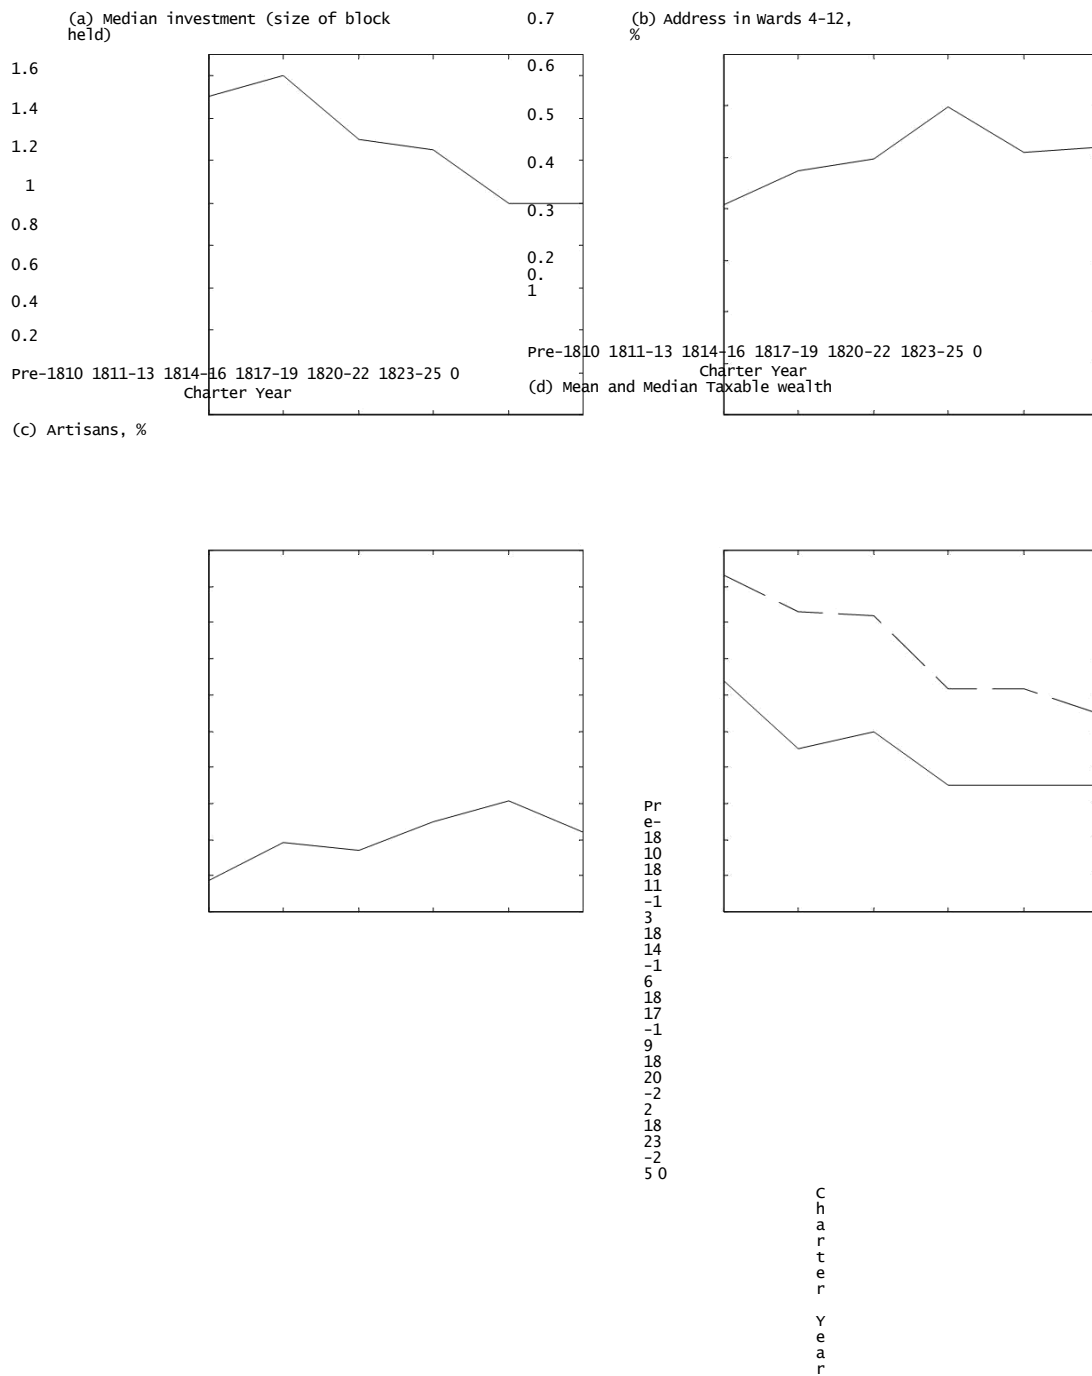 (a) Median investment (size of block
held)
1.6
1.4
1.2
1
0.8
0.6
0.4
0.2
Pre-1810 1811-13 1814-16 1817-19 1820-22 1823-25 0
Charter Year
(c) Artisans, %
0.7
(b) Address in Wards 4-12,
%
0.6
0.5
0.4
0.3
0.2
0.
1
Pre-1810 1811-13 1814-16 1817-19 1820-22 1823-25 0
Charter Year
(d) Mean and Median Taxable wealth
Pr
e-
18
10
18
11
-1
3
18
14
-1
6
18
17
-1
9
18
20
-2
2
18
23
-2
5 0
C
h
a
r
t
e
r
Y
e
a
r